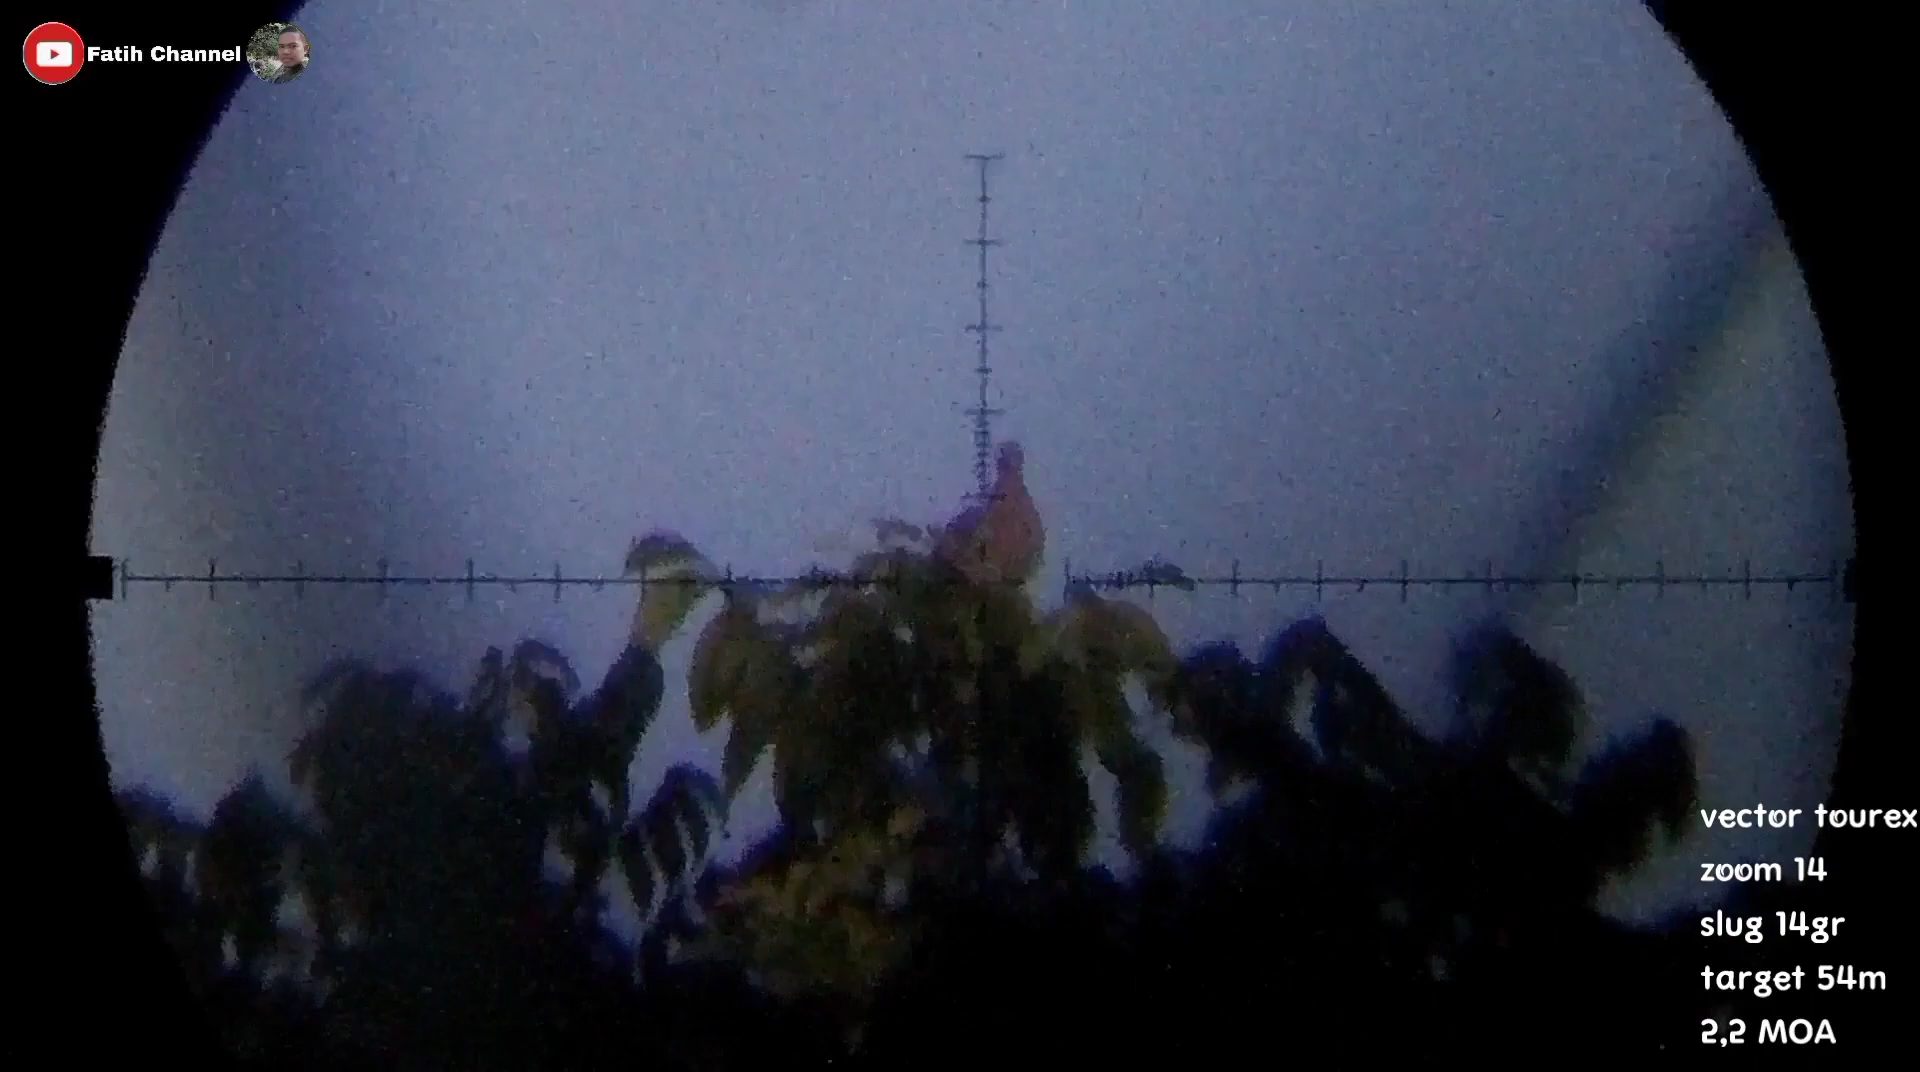 Fatih Channel
vector tourex
zoom 14
slug 14gr
target 54m
2,2 MOA